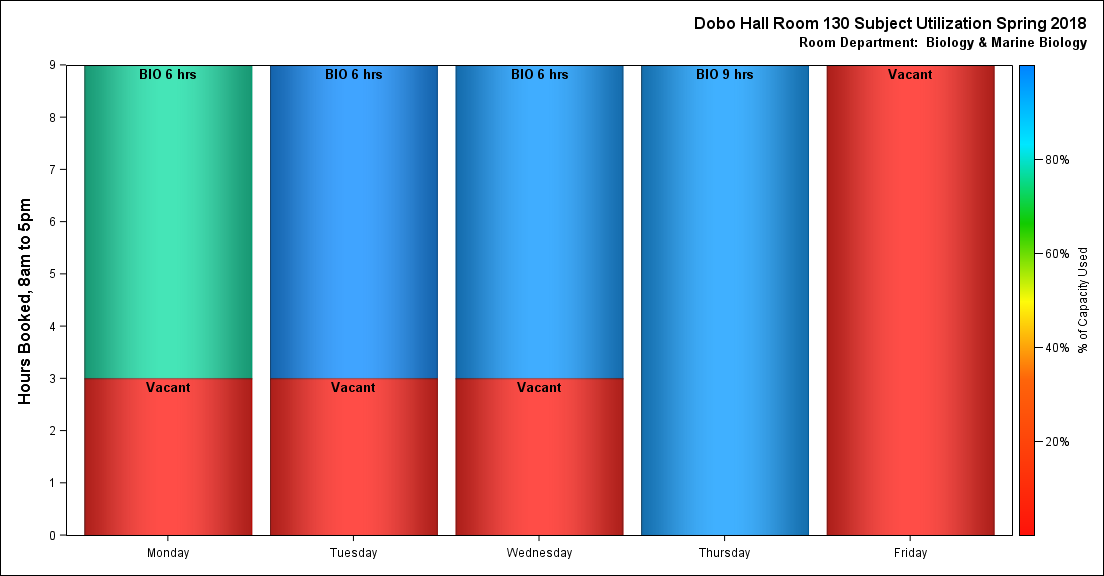 Dobo Hall Room 130 Subject Utilization Spring 2018
Room Department:  Biology & Marine Biology
Hours Booked, 8am to 5pm
9
8
7
6
5
4
3
2
1
0
BIO 6 hrs
BIO 6 hrs
BIO 6 hrs
BIO 9 hrs
Vacant
Vacant
Vacant
Vacant
Monday
Tuesday
Wednesday
Thursday
Friday
80%
60%
40%
20%
% of Capacity Used